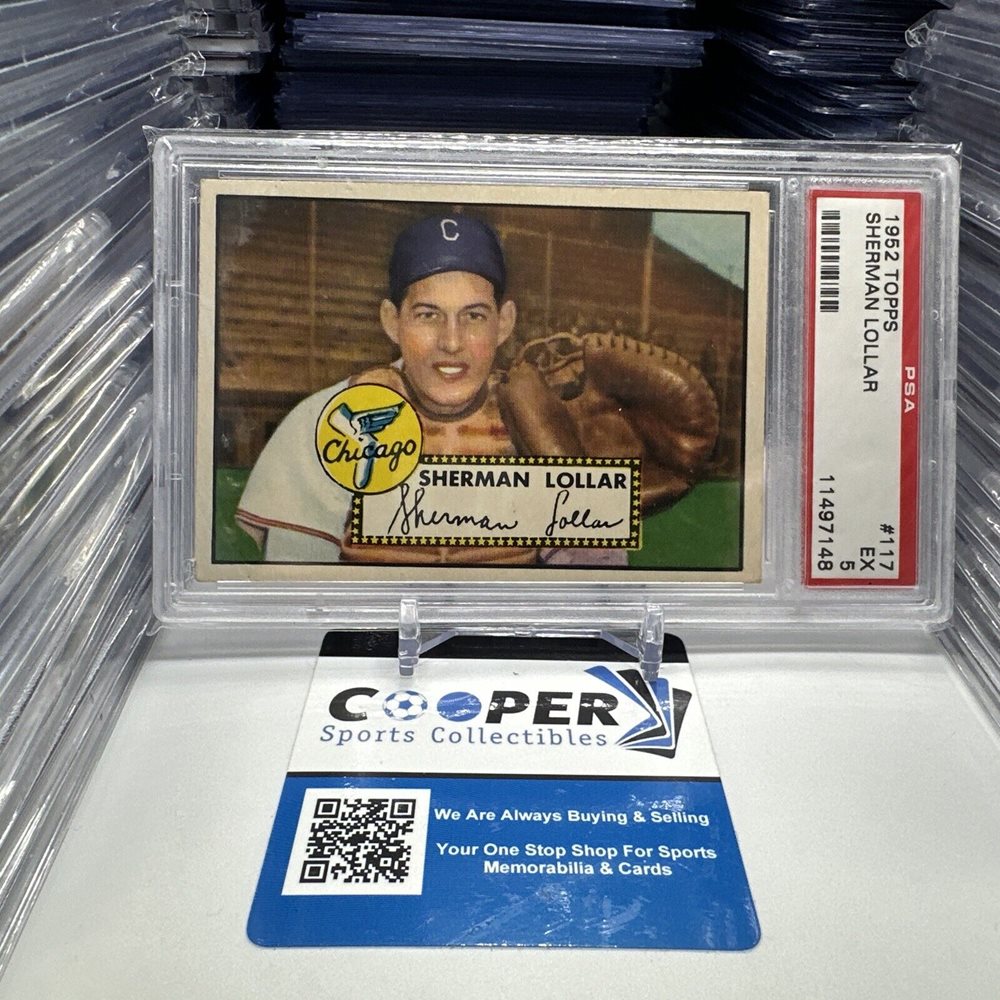 C
Chicago
SHERMAN LOLLAR
Sherman Lollar
1952 TOPPS
SHERMAN LOLLAR
PSA
#117
EX
5
11497148
COOPER
Sports Collectibles
We Are Always Buying & Selling
Your One Stop Shop For Sports
Memorabilia & Cards